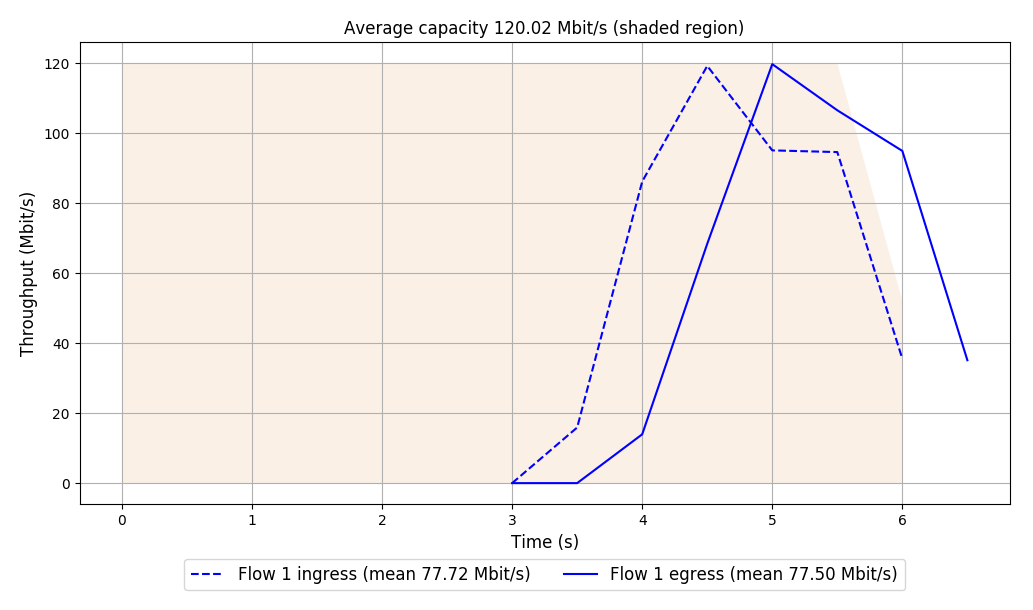 Average capacity 120.02 Mbit/s (shaded region)
Throughput (Mbit/s)
120
100
80
60
40
20
0
0 1 2 3 4 5 6
Time (s)
Flow 1 ingress (mean 77.72 Mbit/s) Flow 1 egress (mean 77.50 Mbit/s)